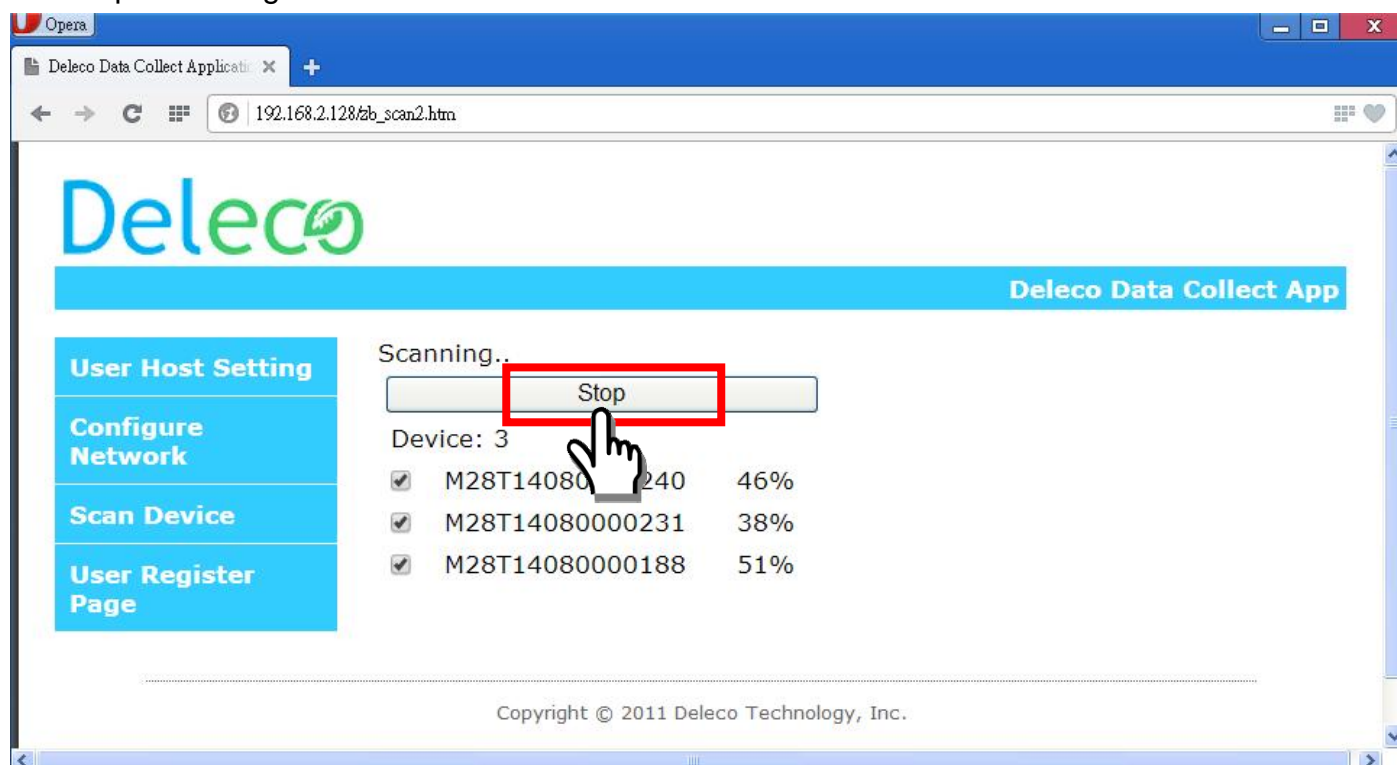 Opera
Deleco Data Collect Applicatio
192.168.2.128/zb_scan2.htm
Deleco
Deleco Data Collect App
User Host Setting
Configure
Network
Scan Device
User Register
Page
Scanning..
Stop
Device: 3
46%
M28T14080000231 38%
M28T14080000188 51%
Copyright © 2011 Deleco Technology, Inc.